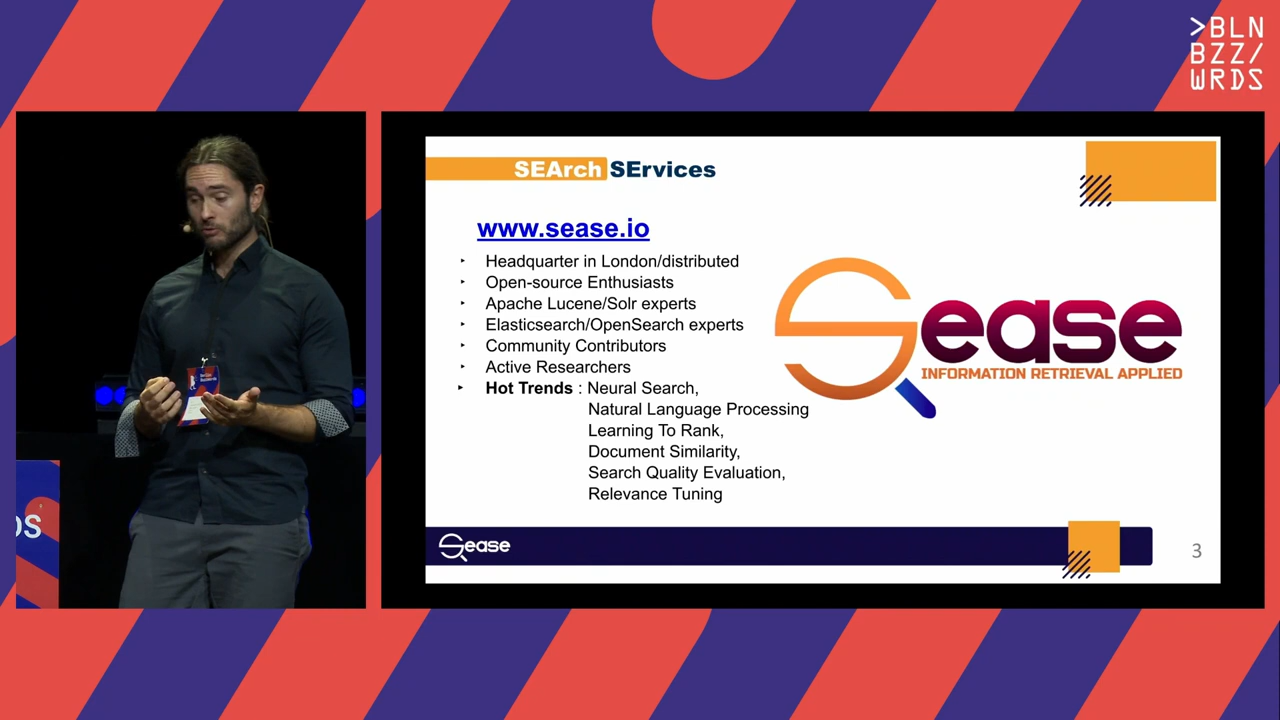 >BLN
BZZ/
WRDS
SEArch SErvices
www.sease.io
‣ Headquarter in London/distributed
‣ Open-source Enthusiasts
‣ Apache Lucene/Solr experts
‣ Elasticsearch/OpenSearch experts
‣ Community Contributors
‣ Active Researchers
‣ Hot Trends : Neural Search,
Natural Language Processing
Learning To Rank,
Document Similarity,
Search Quality Evaluation,
Relevance Tuning
Sease
INFORMATION RETRIEVAL APPLIED
Sease
3